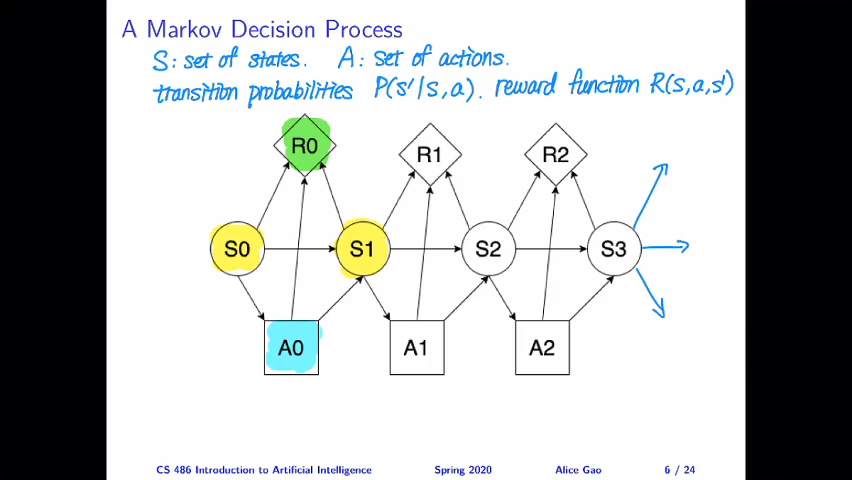 A Markov Decision Process
S: set of states. A: set of actions.
transition probabilities P(s'|s,a). reward function R(s,a,s')
R0 R1 R2
S0 S1 S2 S3
A0 A1 A2
CS 486 Introduction to Artificial Intelligence Spring 2020 Alice Gao 6 / 24